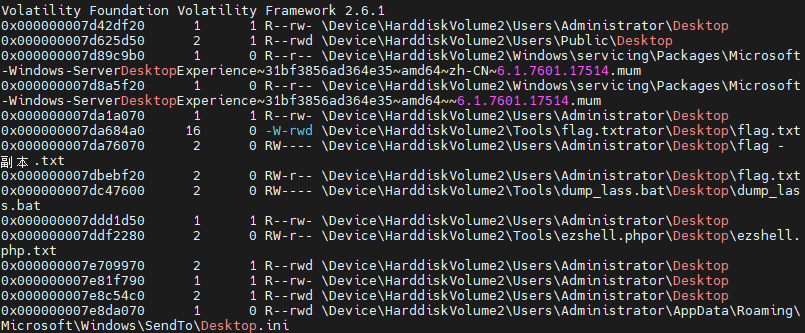 Volatility Foundation Volatility Framework 2.6.1
0x000000007d42df20      1      1 R--rw- \Device\HarddiskVolume2\Users\Administrator\Desktop
0x000000007d625d50      2      1 R--rwd \Device\HarddiskVolume2\Users\Public\Desktop
0x000000007d89c9b0      1      0 R--r-- \Device\HarddiskVolume2\Windows\servicing\Packages\Microsoft
-Windows-ServerDesktopExperience~31bf3856ad364e35~amd64~zh-CN~6.1.7601.17514.mum
0x000000007d8a5f20      1      0 R--r-- \Device\HarddiskVolume2\Windows\servicing\Packages\Microsoft
-Windows-ServerDesktopExperience~31bf3856ad364e35~amd64~~6.1.7601.17514.mum
0x000000007da1a070      1      1 R--rw- \Device\HarddiskVolume2\Users\Administrator\Desktop
0x000000007da684a0     16      0 -W-rwd \Device\HarddiskVolume2\Tools\flag.txtrator\Desktop\flag.txt
0x000000007da76070      2      0 RW---- \Device\HarddiskVolume2\Users\Administrator\Desktop\flag -
副本.txt
0x000000007dbebf20      2      0 RW-r-- \Device\HarddiskVolume2\Users\Administrator\Desktop\flag.txt
0x000000007dc47600      2      0 RW---- \Device\HarddiskVolume2\Tools\dump_lass.bat\Desktop\dump_las
s.bat
0x000000007ddd1d50      1      1 R--rw- \Device\HarddiskVolume2\Users\Administrator\Desktop
0x000000007ddf2280      2      0 RW-r-- \Device\HarddiskVolume2\Tools\ezshell.phpor\Desktop\ezshell.
php.txt
0x000000007e709970      2      1 R--rwd \Device\HarddiskVolume2\Users\Administrator\Desktop
0x000000007e81f790      1      1 R--rw- \Device\HarddiskVolume2\Users\Administrator\Desktop
0x000000007e8c54c0      2      1 R--rwd \Device\HarddiskVolume2\Users\Administrator\Desktop
0x000000007e8da070      1      0 R--rwd \Device\HarddiskVolume2\Users\Administrator\AppData\Roaming\
Microsoft\Windows\SendTo\Desktop.ini